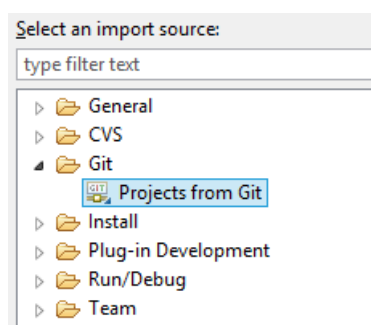 Select an import source:
type filter text
General
CVS
Git
GIT Projects from Git
Install
Plug-in Development
Run/Debug
Team